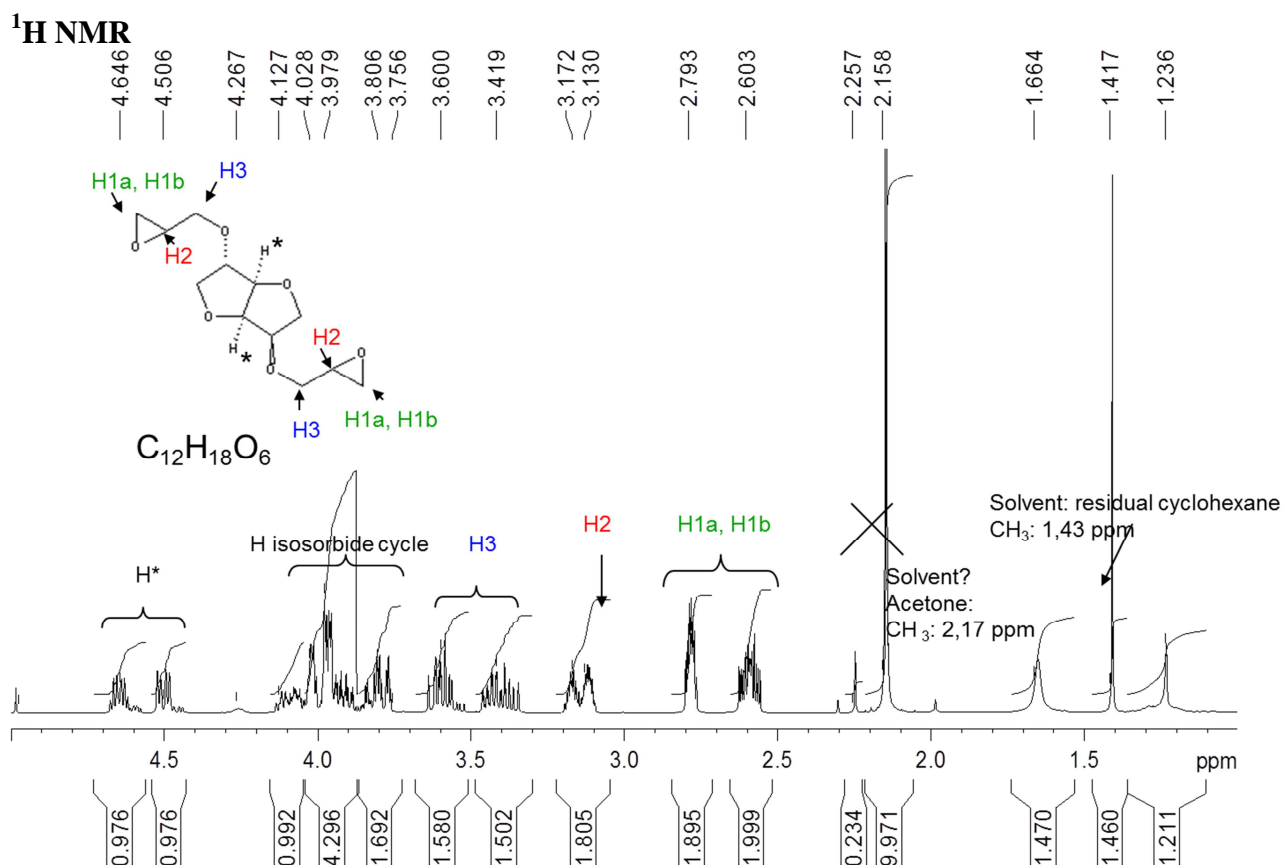 ¹H NMR
4.646
4.506
4.267
4.127
4.028
3.979
3.806
3.756
3.600
3.419
3.172
3.130
2.793
2.603
2.257
2.158
1.664
1.417
1.236
H3
H1a, H1b
O
H *
O
H2
O
O
H *
H2
O
O
H1a, H1b
H3
C₁₂H₁₈O₆
H*
H isosorbide cycle
H3
H2
H1a, H1b
Solvent?
Acetone:
CH₃: 2,17 ppm
Solvent: residual cyclohexane
CH₃: 1,43 ppm
4.5
4.0
3.5
3.0
2.5
2.0
1.5
ppm
0.976
0.976
0.992
4.296
1.692
1.580
1.502
1.805
1.895
1.999
0.234
9.971
1.470
1.460
1.211